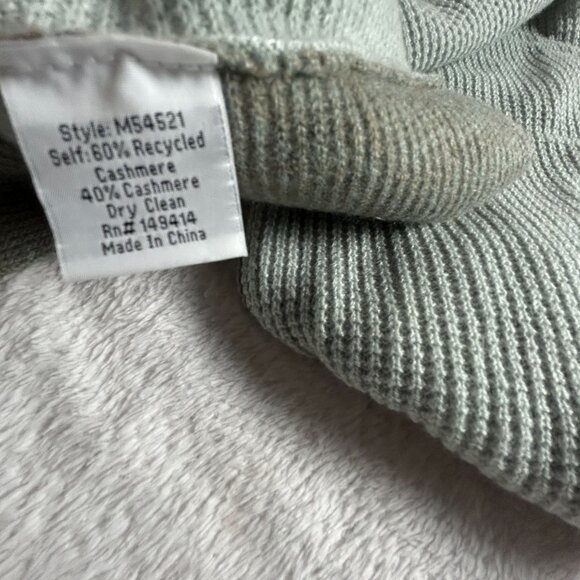 Style: M54521
Self: 60% Recycled
Cashmere
40% Cashmere
Dry Clean
Rn# 149414
Made In China